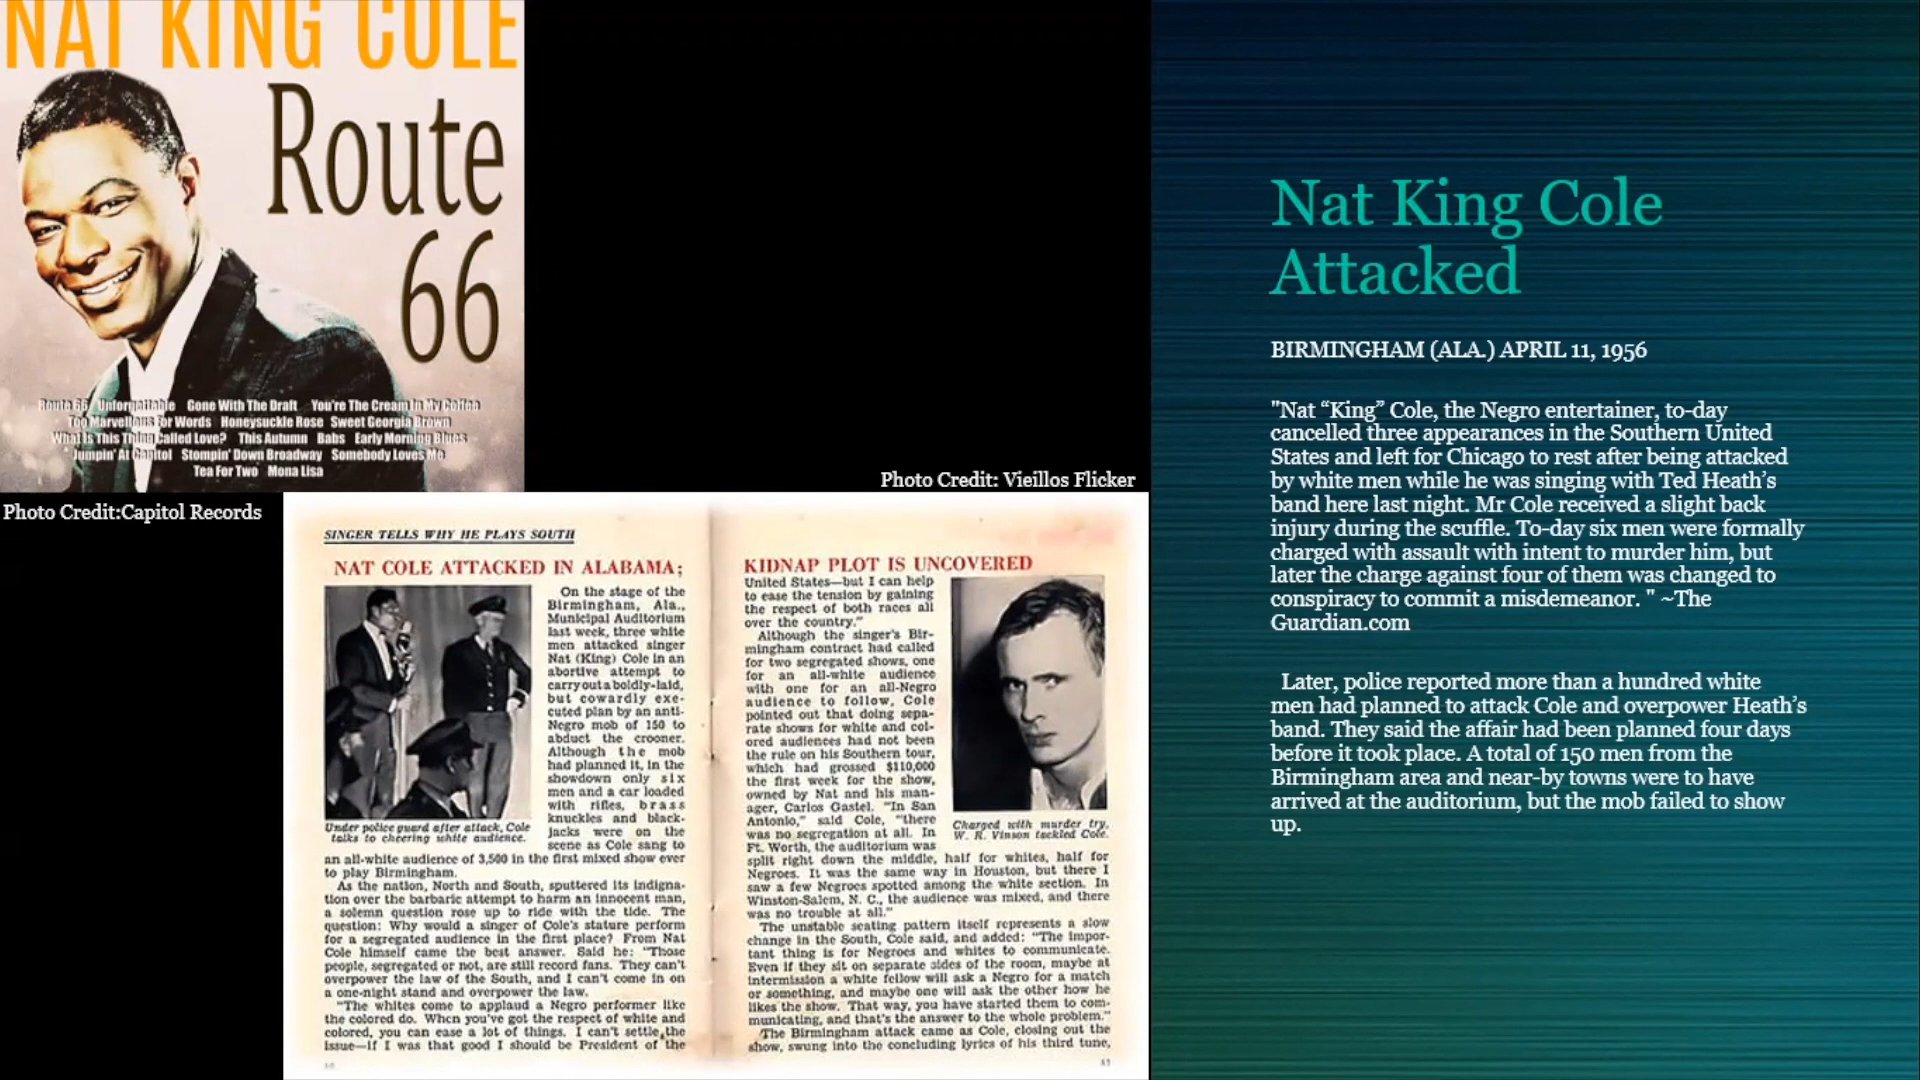 NAT KING COLE
Route
66
Route 66 Unforgettable Gone With The Draft You're The Cream In My Coffee
Too Marvellous For Words Honeysuckle Rose Sweet Georgia Brown
What Is This Thing Called Love? This Autumn Babs Early Morning Blues
Jumpin' At Capitol Stompin' Down Broadway Somebody Loves Me
Tea For Two Mona Lisa
Photo Credit:Capitol Records
Photo Credit: Vieillos Flicker
SINGER TELLS WHY HE PLAYS SOUTH
NAT COLE ATTACKED IN ALABAMA;
On the stage of the
Birmingham, Ala.,
Municipal Auditorium
last week, three white
men attacked singer
Nat (King) Cole in an
abortive attempt to
carry out a boldly-laid,
but cowardly exe-
cuted plan by an anti-
Negro mob of 150 to
abduct the crooner.
Although the mob
had planned it, in the
showdown only six
men and a car loaded
with rifles, brass
knuckles and black-
jacks were on the
scene as Cole sang to
Under police guard after attack, Cole
talks to cheering white audience.
an all-white audience of 3,500 in the first mixed show ever
to play Birmingham.
As the nation, North and South, sputtered its indigna-
tion over the barbaric attempt to harm an innocent man,
a solemn question rose up to ride with the tide. The
question: Why would a singer of Cole's stature perform
for a segregated audience in the first place? From Nat
Cole himself came the best answer. Said he: "Those
people, segregated or not, are still record fans. They can't
overpower the law of the South, and I can't come in on
a one-night stand and overpower the law.
"The whites come to applaud a Negro performer like
the colored do. When you've got the respect of white and
colored, you can ease a lot of things. I can't settle the
issue—if I was that good I should be President of the
KIDNAP PLOT IS UNCOVERED
United States—but I can help
to ease the tension by gaining
the respect of both races all
over the country."
Although the singer's Bir-
mingham contract had called
for two segregated shows, one
for an all-white audience
with one for an all-Negro
audience to follow, Cole
pointed out that doing sepa-
rate shows for white and col-
ored audiences had not been
the rule on his Southern tour,
which had grossed $110,000
the first week for the show,
owned by Nat and his man-
ager, Carlos Gastel. "In San
Antonio," said Cole, "there
was no segregation at all. In
Ft. Worth, the auditorium was
Charged with murder try,
W. R. Vinson tackled Cole.
split right down the middle, half for whites, half for
Negroes. It was the same way in Houston, but there I
saw a few Negroes spotted among the white section. In
Winston-Salem, N. C., the audience was mixed, and there
was no trouble at all."
The unstable seating pattern itself represents a slow
change in the South, Cole said, and added: "The impor-
tant thing is for Negroes and whites to communicate.
Even if they sit on separate sides of the room, maybe at
intermission a white fellow will ask a Negro for a match
or something, and maybe one will ask the other how he
likes the show. That way, you have started them to com-
municating, and that's the answer to the whole problem."
The Birmingham attack came as Cole, closing out the
show, swung into the concluding lyrics of his third tune,
Nat King Cole
Attacked
BIRMINGHAM (ALA.) APRIL 11, 1956
"Nat “King” Cole, the Negro entertainer, to-day
cancelled three appearances in the Southern United
States and left for Chicago to rest after being attacked
by white men while he was singing with Ted Heath’s
band here last night. Mr Cole received a slight back
injury during the scuffle. To-day six men were formally
charged with assault with intent to murder him, but
later the charge against four of them was changed to
conspiracy to commit a misdemeanor. " ~The
Guardian.com
Later, police reported more than a hundred white
men had planned to attack Cole and overpower Heath’s
band. They said the affair had been planned four days
before it took place. A total of 150 men from the
Birmingham area and near-by towns were to have
arrived at the auditorium, but the mob failed to show
up.